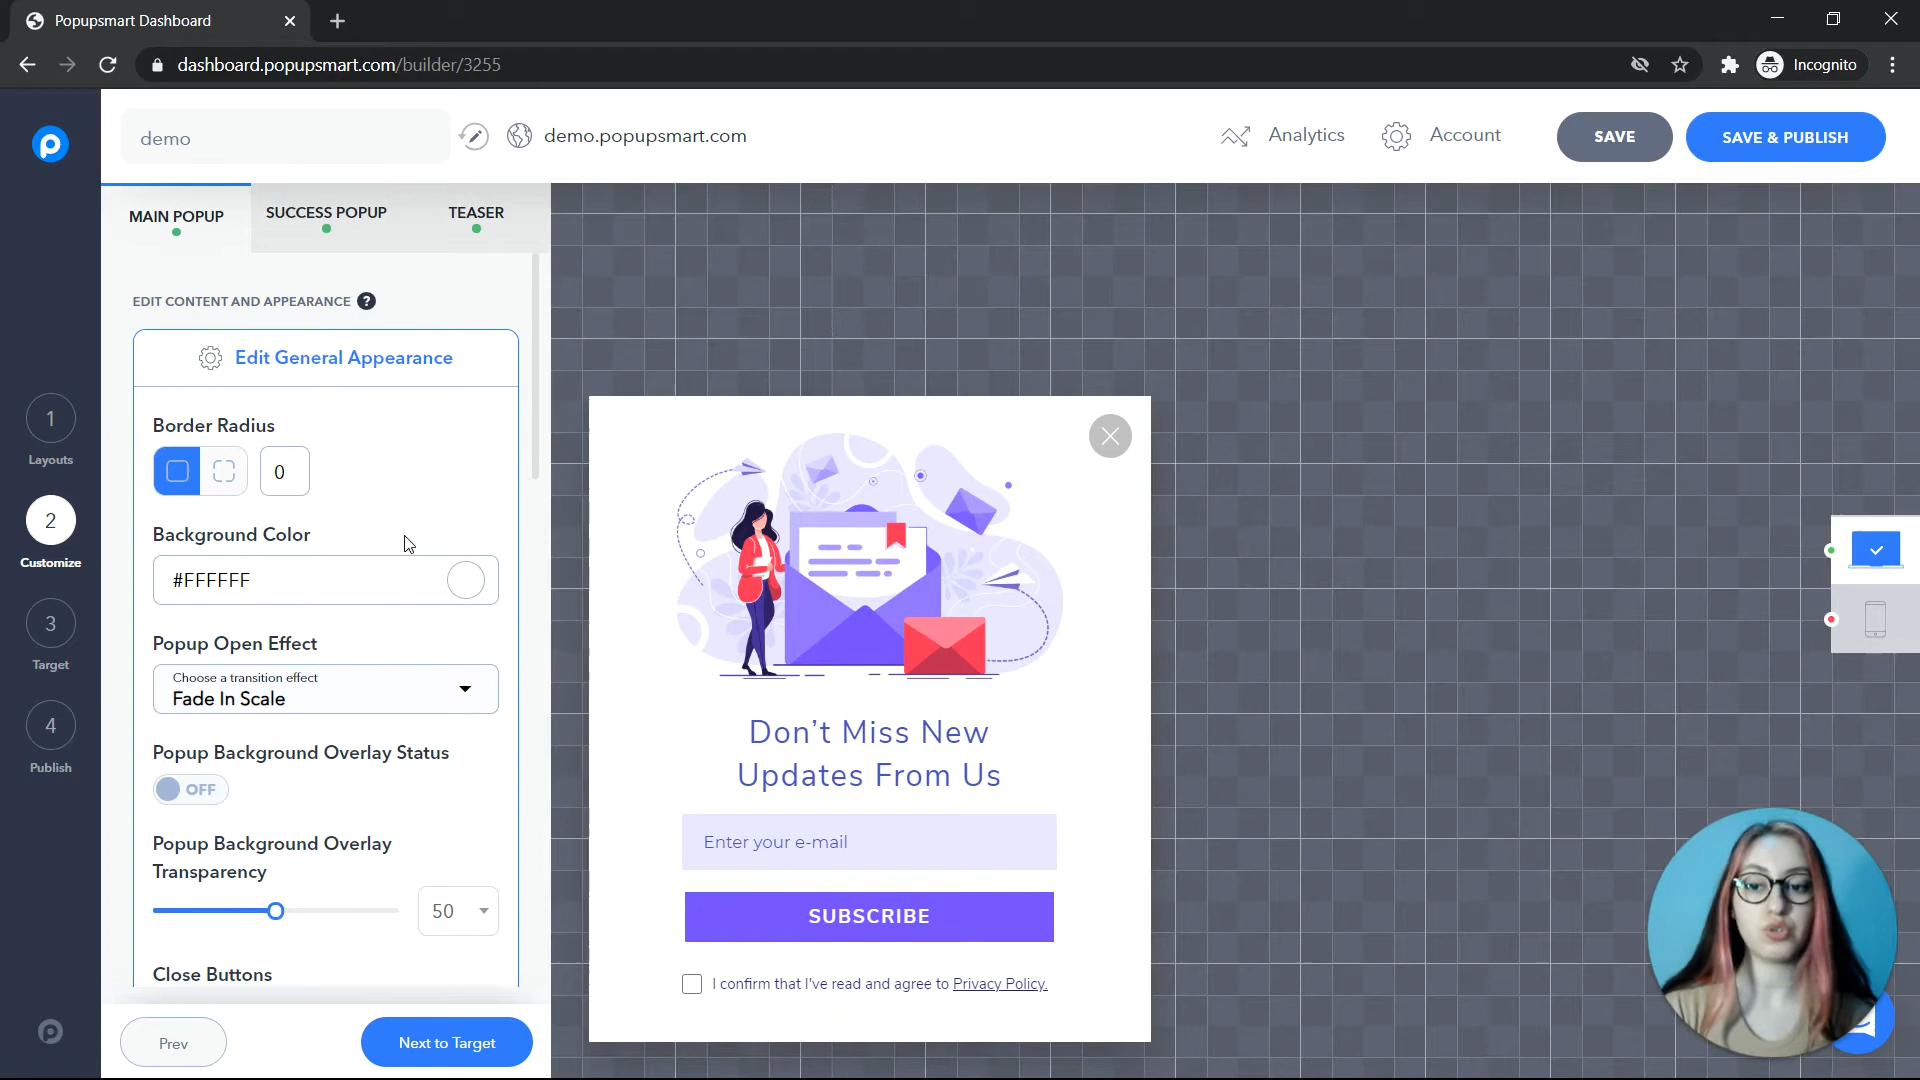 Popupsmart Dashboard
dashboard.popupsmart.com/builder/3255
Incognito
demo
demo.popupsmart.com
Analytics
Account
SAVE
SAVE & PUBLISH
MAIN POPUP
SUCCESS POPUP
TEASER
EDIT CONTENT AND APPEARANCE ?
Edit General Appearance
Border Radius
0
Background Color
#FFFFFF
Popup Open Effect
Choose a transition effect
Fade In Scale
Popup Background Overlay Status
OFF
Popup Background Overlay
Transparency
50
Close Buttons
Prev
Next to Target
1
Layouts
2
Customize
3
Target
4
Publish
Don't Miss New
Updates From Us
Enter your e-mail
SUBSCRIBE
I confirm that I've read and agree to Privacy Policy.